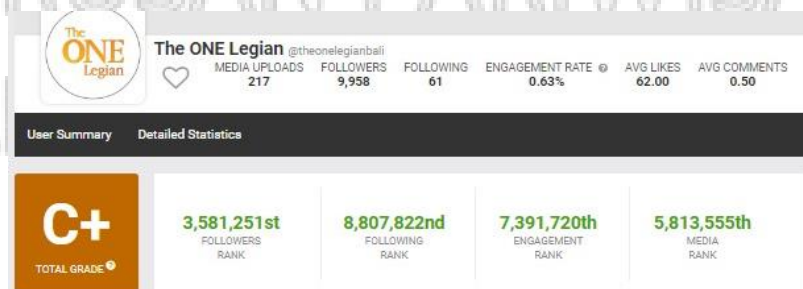 The
ONE
Legian
The ONE Legian @theonelegianbali
MEDIA UPLOADS FOLLOWERS FOLLOWING ENGAGEMENT RATE AVG LIKES AVG COMMENTS
217 9,958 61 0.63% 62.00 0.50
User Summary Detailed Statistics
C+
TOTAL GRADE
3,581,251st 8,807,822nd 7,391,720th 5,813,555th
FOLLOWERS FOLLOWING ENGAGEMENT MEDIA
RANK RANK RANK RANK